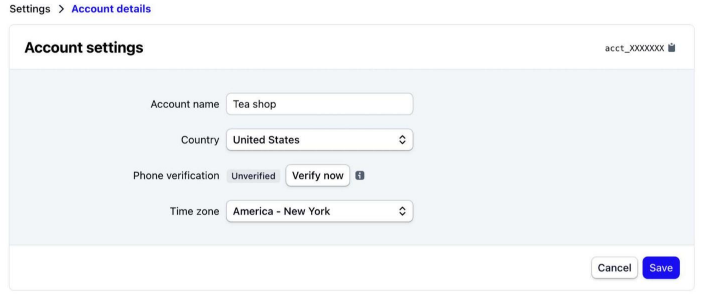 Settings > Account details
Account settings
acct_XXXXXXX
Account name Tea shop
Country United States
Phone verification Unverified Verify now
Time zone America - New York
Cancel Save